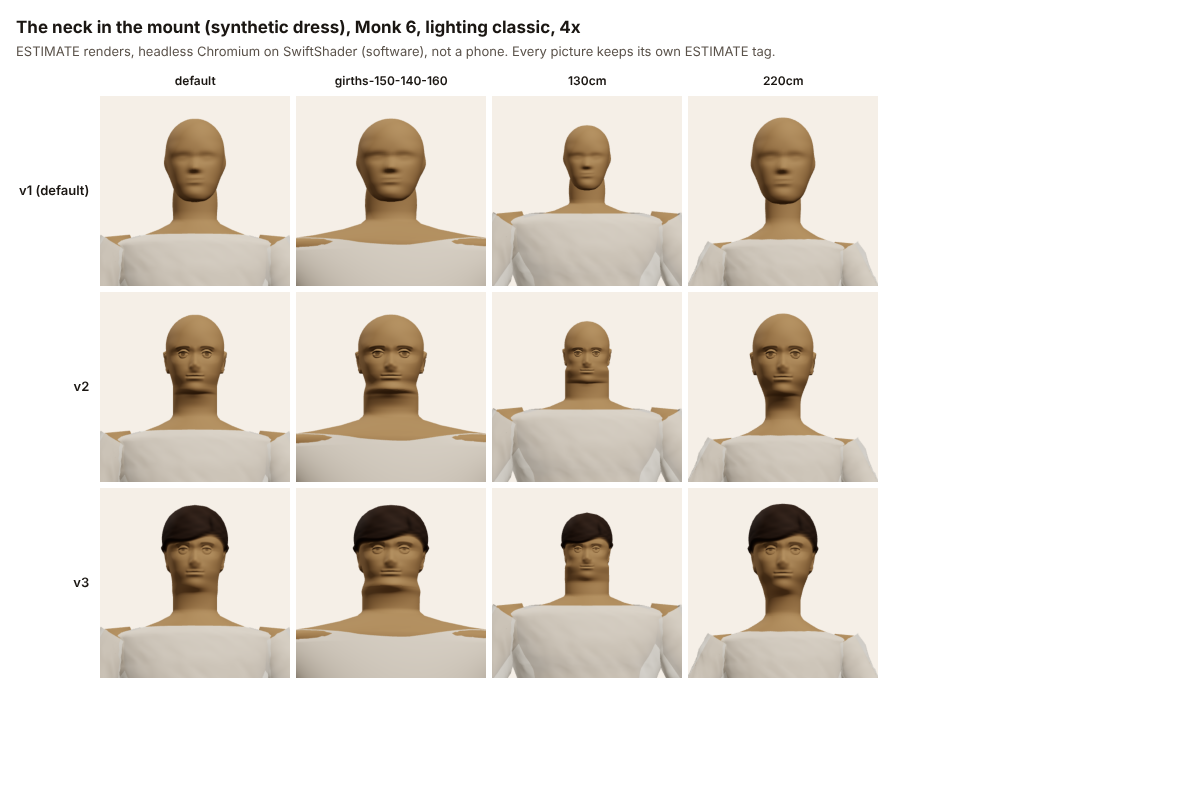 The neck in the mount (synthetic dress), Monk 6, lighting classic, 4x
ESTIMATE renders, headless Chromium on SwiftShader (software), not a phone. Every picture keeps its own ESTIMATE tag.
default girths-150-140-160 130cm 220cm
v1 (default)
v2
v3